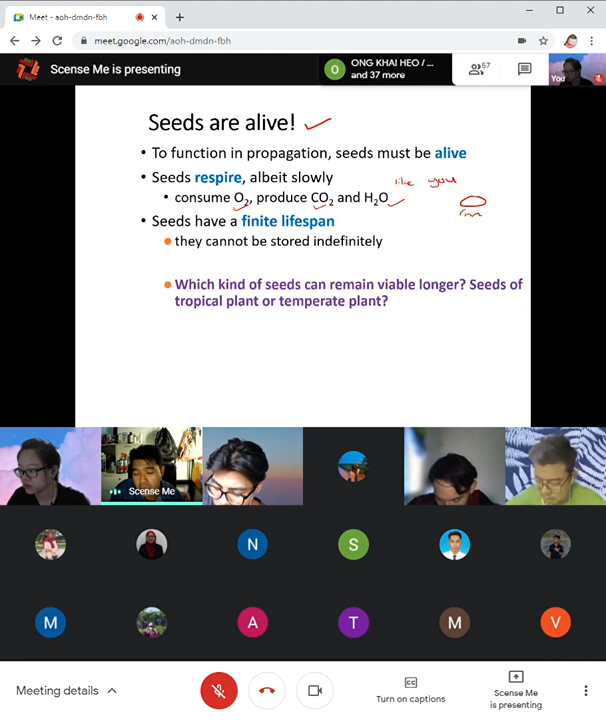 Meet - aoh-dmdn-fbh
meet.google.com/aoh-dmdn-fbh
Scense Me is presenting
O
ONG KHAI HEO / ...
and 37 more
57
You
Seeds are alive!
• To function in propagation, seeds must be alive
• Seeds respire, albeit slowly
like you
• consume O₂, produce CO₂ and H₂O
• Seeds have a finite lifespan
• they cannot be stored indefinitely
• Which kind of seeds can remain viable longer? Seeds of
tropical plant or temperate plant?
Scense Me
N
S
M
A
T
M
V
Meeting details
CC
Turn on captions
Scense Me
is presenting